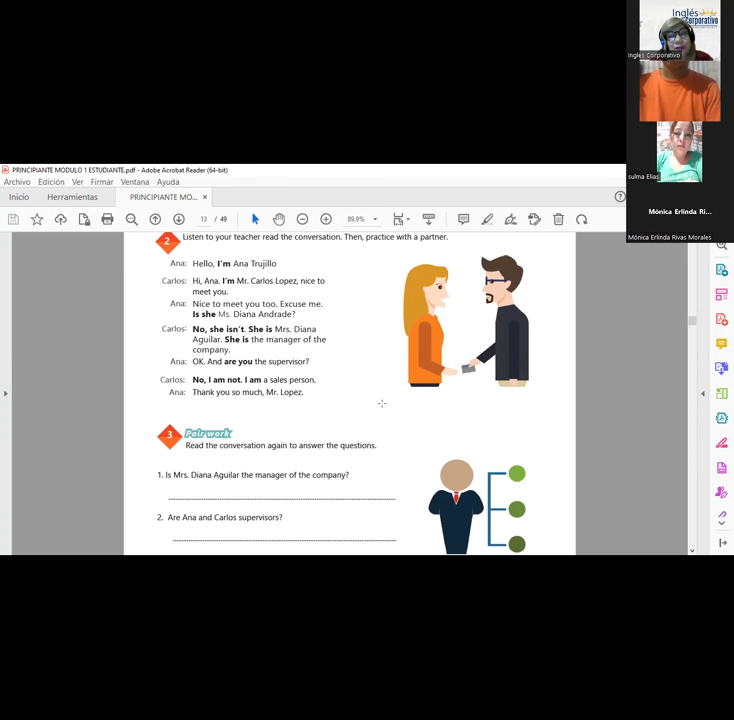 Inglés
Corporativo
Inglés Corporativo
PRINCIPIANTE MODULO 1 ESTUDIANTE.pdf - Adobe Acrobat Reader (64-bit)
Archivo Edición Ver Firmar Ventana Ayuda
sulma Elias
Inicio Herramientas PRINCIPIANTE MO... ×
Mónica Erlinda Ri...
13 / 49 89.9%
Mónica Erlinda Rivas Morales
2 Listen to your teacher read the conversation. Then, practice with a partner.
Ana: Hello, I'm Ana Trujillo
Carlos: Hi, Ana. I'm Mr. Carlos Lopez, nice to
meet you.
Ana: Nice to meet you too. Excuse me.
Is she Ms. Diana Andrade?
Carlos: No, she isn't. She is Mrs. Diana
Aguilar. She is the manager of the
company.
Ana: OK. And are you the supervisor?
Carlos: No, I am not. I am a sales person.
Ana: Thank you so much, Mr. Lopez.
3 Pair work
Read the conversation again to answer the questions.
1. Is Mrs. Diana Aguilar the manager of the company?
2. Are Ana and Carlos supervisors?